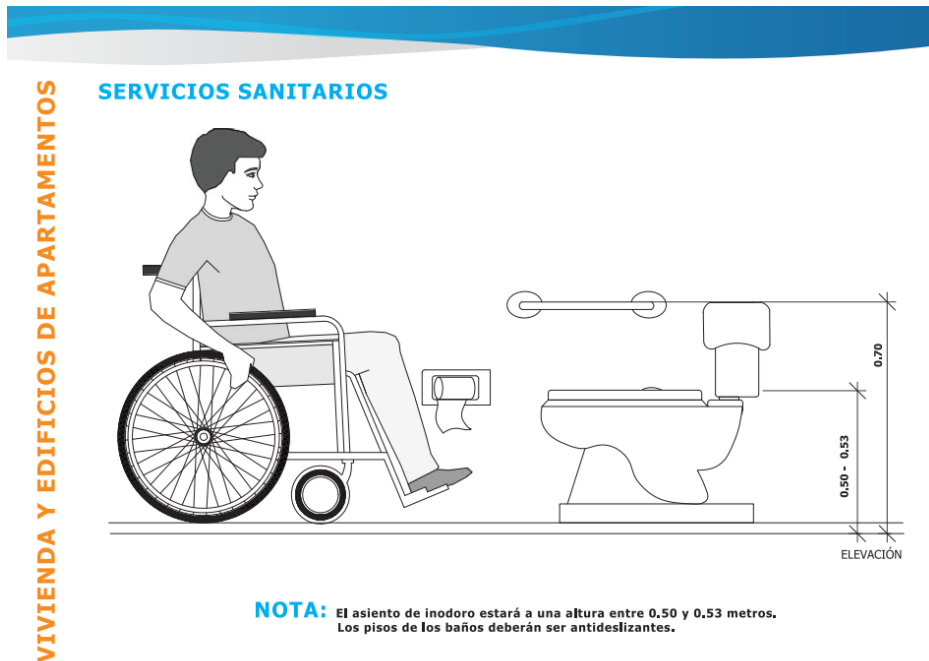 SERVICIOS SANITARIOS
VIVIENDA Y EDIFICIOS DE APARTAMENTOS
0.70
0.50 - 0.53
ELEVACIÓN
NOTA: El asiento de inodoro estará a una altura entre 0.50 y 0.53 metros.
Los pisos de los baños deberán ser antideslizantes.